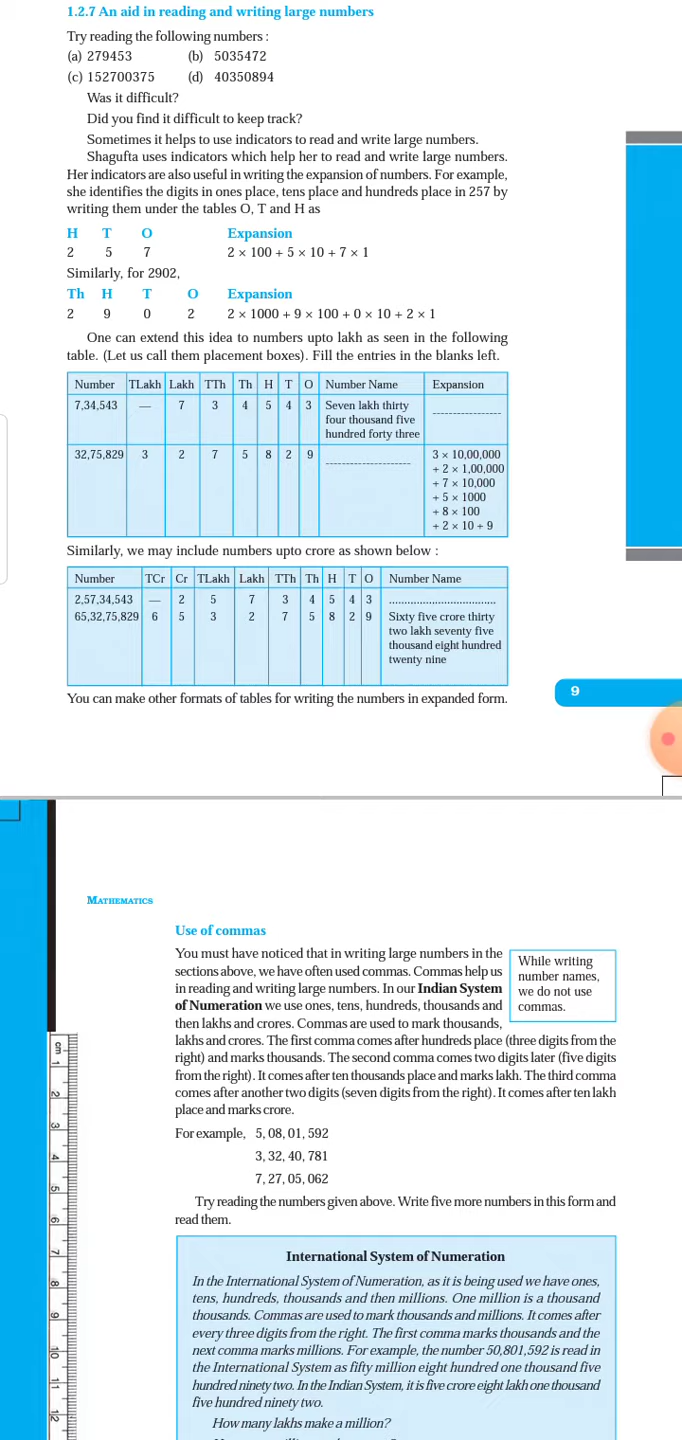 1.2.7 An aid in reading and writing large numbers
Try reading the following numbers :
(a) 279453 (b) 5035472
(c) 152700375 (d) 40350894
Was it difficult?
Did you find it difficult to keep track?
Sometimes it helps to use indicators to read and write large numbers.
Shagufta uses indicators which help her to read and write large numbers.
Her indicators are also useful in writing the expansion of numbers. For example,
she identifies the digits in ones place, tens place and hundreds place in 257 by
writing them under the tables O, T and H as
H T O Expansion
2 5 7 2 × 100 + 5 × 10 + 7 × 1
Similarly, for 2902,
Th H T O Expansion
2 9 0 2 2 × 1000 + 9 × 100 + 0 × 10 + 2 × 1
One can extend this idea to numbers upto lakh as seen in the following
table. (Let us call them placement boxes). Fill the entries in the blanks left.
Number TLakh Lakh TTh Th H T O Number Name Expansion
7,34,543 — 7 3 4 5 4 3 Seven lakh thirty -----------------
four thousand five
hundred forty three
32,75,829 3 2 7 5 8 2 9 --------------------- 3 × 10,00,000
+ 2 × 1,00,000
+ 7 × 10,000
+ 5 × 1000
+ 8 × 100
+ 2 × 10 + 9
Similarly, we may include numbers upto crore as shown below :
Number TCr Cr TLakh Lakh TTh Th H T O Number Name
2,57,34,543 — 2 5 7 3 4 5 4 3 ...................................
65,32,75,829 6 5 3 2 7 5 8 2 9 Sixty five crore thirty
two lakh seventy five
thousand eight hundred
twenty nine
You can make other formats of tables for writing the numbers in expanded form.
9
MATHEMATICS
Use of commas
You must have noticed that in writing large numbers in the
sections above, we have often used commas. Commas help us
in reading and writing large numbers. In our Indian System
of Numeration we use ones, tens, hundreds, thousands and
then lakhs and crores. Commas are used to mark thousands,
lakhs and crores. The first comma comes after hundreds place (three digits from the
right) and marks thousands. The second comma comes two digits later (five digits
from the right). It comes after ten thousands place and marks lakh. The third comma
comes after another two digits (seven digits from the right). It comes after ten lakh
place and marks crore.
While writing
number names,
we do not use
commas.
For example, 5, 08, 01, 592
3, 32, 40, 781
7, 27, 05, 062
Try reading the numbers given above. Write five more numbers in this form and
read them.
International System of Numeration
In the International System of Numeration, as it is being used we have ones,
tens, hundreds, thousands and then millions. One million is a thousand
thousands. Commas are used to mark thousands and millions. It comes after
every three digits from the right. The first comma marks thousands and the
next comma marks millions. For example, the number 50,801,592 is read in
the International System as fifty million eight hundred one thousand five
hundred ninety two. In the Indian System, it is five crore eight lakh one thousand
five hundred ninety two.
How many lakhs make a million?
cm
1
2
3
4
5
6
7
8
9
10
11
12